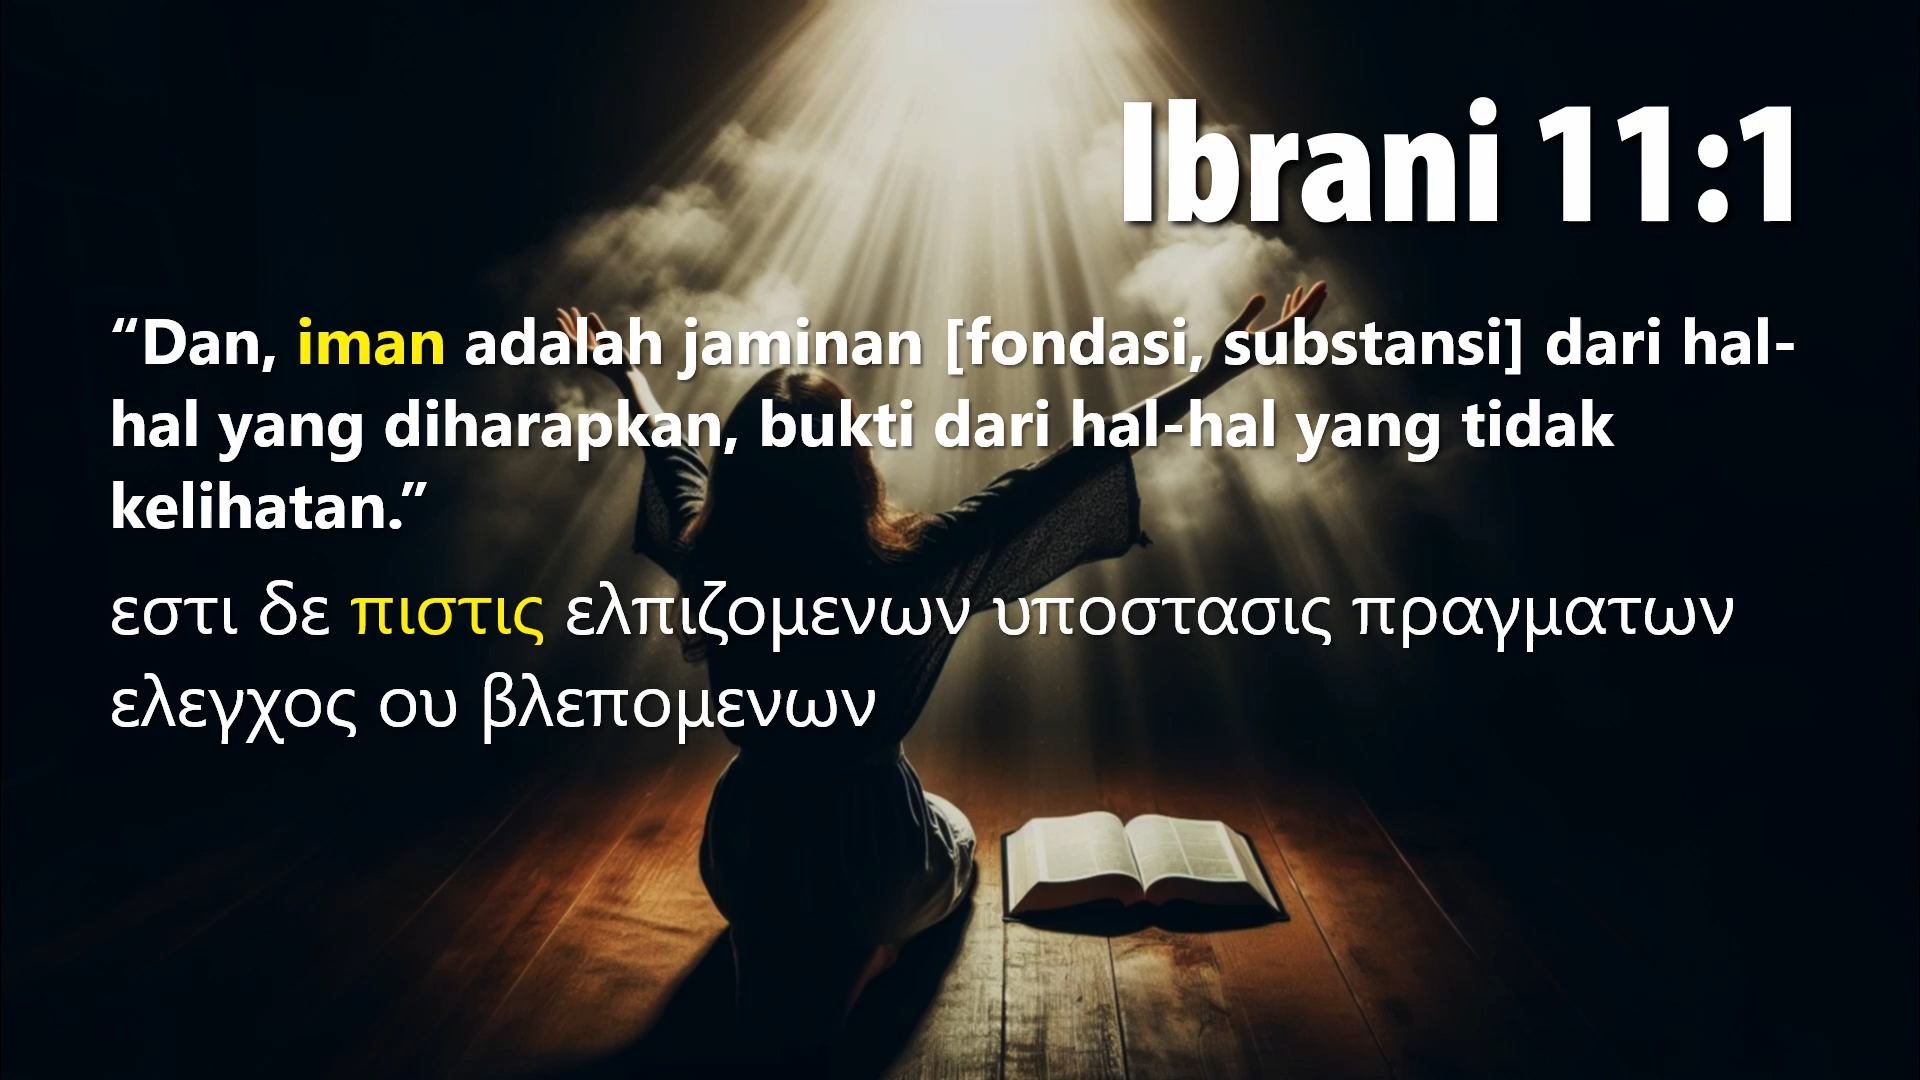 Ibrani 11:1
“Dan, iman adalah jaminan [fondasi, substansi] dari hal-
hal yang diharapkan, bukti dari hal-hal yang tidak
kelihatan.”
εστι δε πιστις ελπιζομενων υποστασις πραγματων
ελεγχος ου βλεπομενων